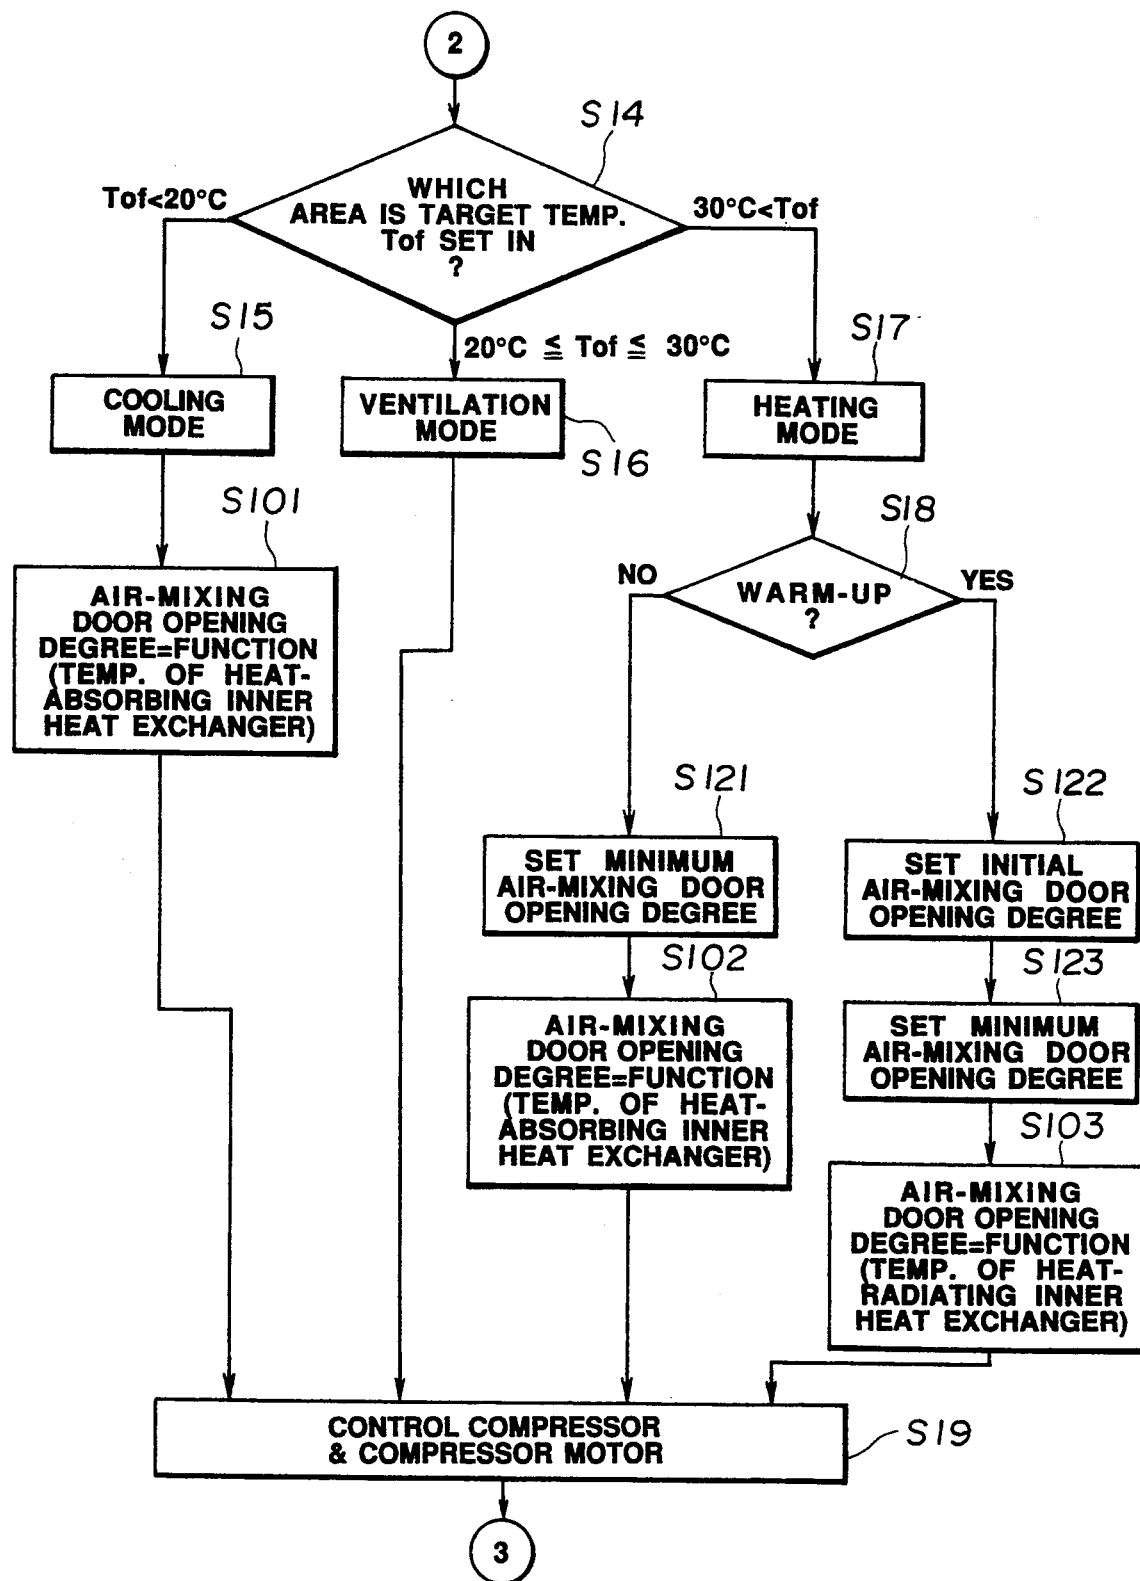 2
S14
WHICH
AREA IS TARGET TEMP.
Tof SET IN
?
Tof<20°C
30°C<Tof
20°C ≦ Tof ≦ 30°C
S15
COOLING
MODE
VENTILATION
MODE
S16
S17
HEATING
MODE
S101
AIR-MIXING
DOOR OPENING
DEGREE=FUNCTION
(TEMP. OF HEAT-
ABSORBING INNER
HEAT EXCHANGER)
S18
WARM-UP
?
NO
YES
S121
SET MINIMUM
AIR-MIXING DOOR
OPENING DEGREE
S122
SET INITIAL
AIR-MIXING DOOR
OPENING DEGREE
S102
AIR-MIXING
DOOR OPENING
DEGREE=FUNCTION
(TEMP. OF HEAT-
ABSORBING INNER
HEAT EXCHANGER)
S123
SET MINIMUM
AIR-MIXING DOOR
OPENING DEGREE
S103
AIR-MIXING
DOOR OPENING
DEGREE=FUNCTION
(TEMP. OF HEAT-
RADIATING INNER
HEAT EXCHANGER)
CONTROL COMPRESSOR
& COMPRESSOR MOTOR
S19
3